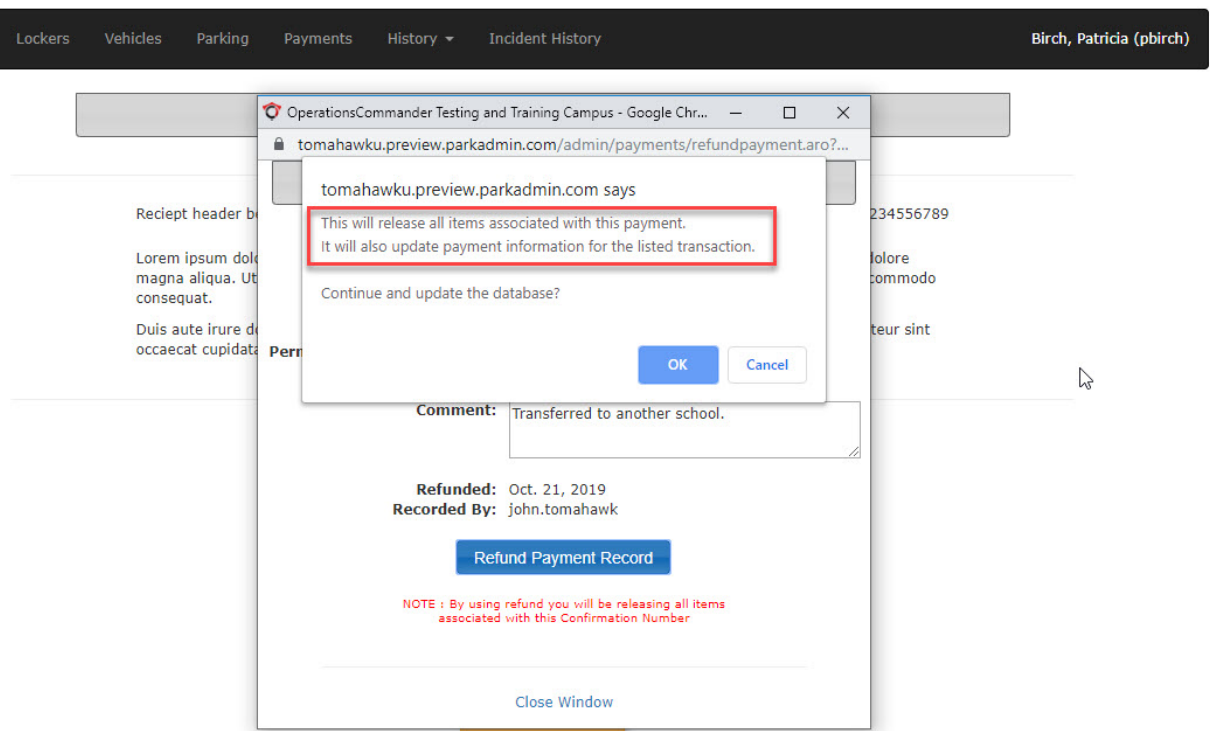 Lockers Vehicles Parking Payments History Incident History Birch, Patricia (pbirch)
OperationsCommander Testing and Training Campus - Google Chr...
tomahawku.preview.parkadmin.com/admin/payments/refundpayment.aro?...
tomahawku.preview.parkadmin.com says
This will release all items associated with this payment.
It will also update payment information for the listed transaction.
Continue and update the database?
OK Cancel
Reciept header b
234556789
Lorem ipsum dol
dolore
magna aliqua. Ut
commodo
consequat.
Duis aute irure d
teur sint
occaecat cupidata
Perm
Comment: Transferred to another school.
Refunded: Oct. 21, 2019
Recorded By: john.tomahawk
Refund Payment Record
NOTE : By using refund you will be releasing all items
associated with this Confirmation Number
Close Window